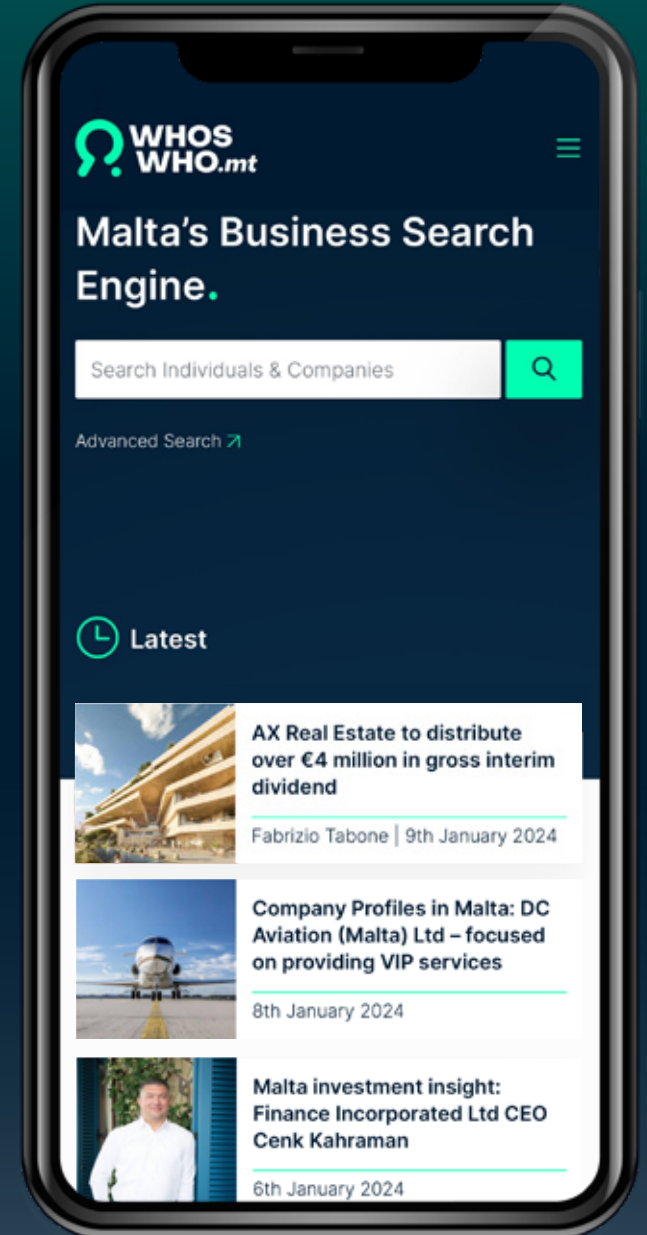 WHOS
WHO.mt
Malta's Business Search
Engine.
Search Individuals & Companies
Advanced Search
Latest
AX Real Estate to distribute
over €4 million in gross interim
dividend
Fabrizio Tabone | 9th January 2024
Company Profiles in Malta: DC
Aviation (Malta) Ltd – focused
on providing VIP services
8th January 2024
Malta investment insight:
Finance Incorporated Ltd CEO
Cenk Kahraman
6th January 2024